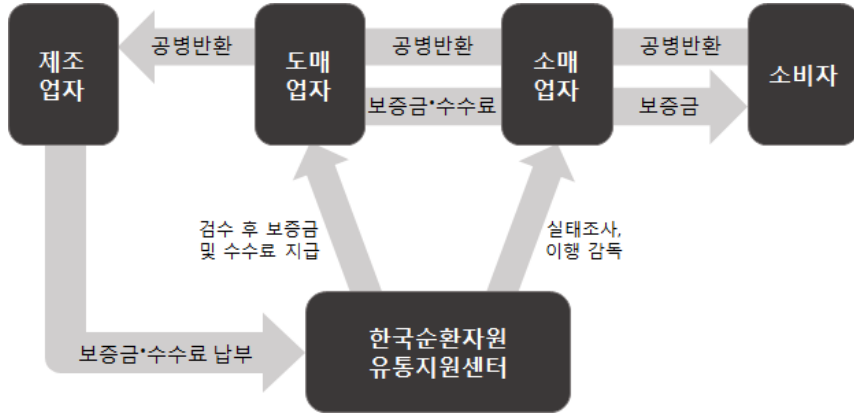 제조
업자
공병반환
도매
업자
공병반환
소매
업자
공병반환
소비자
보증금·수수료
보증금
검수 후 보증금
및 수수료 지급
실태조사,
이행 감독
보증금·수수료 납부
한국순환자원
유통지원센터